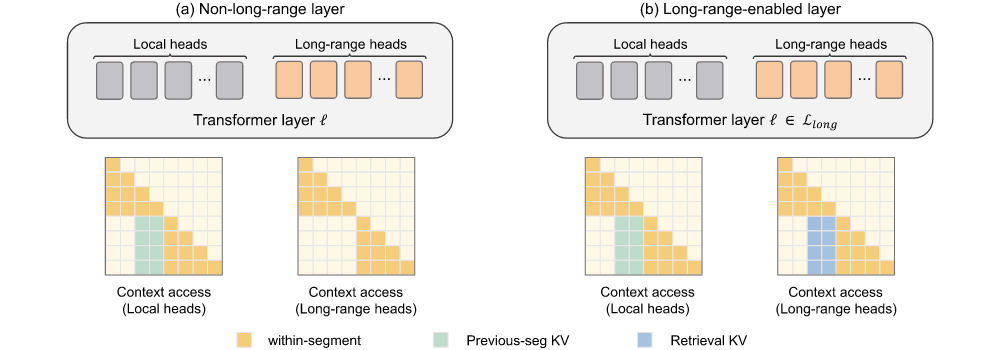 (a) Non-long-range layer
Local heads
Long-range heads
...
...
Transformer layer ℓ
Context access
(Local heads)
Context access
(Long-range heads)
(b) Long-range-enabled layer
Local heads
Long-range heads
...
...
Transformer layer ℓ ∈ ℒ_long
Context access
(Local heads)
Context access
(Long-range heads)
within-segment
Previous-seg KV
Retrieval KV